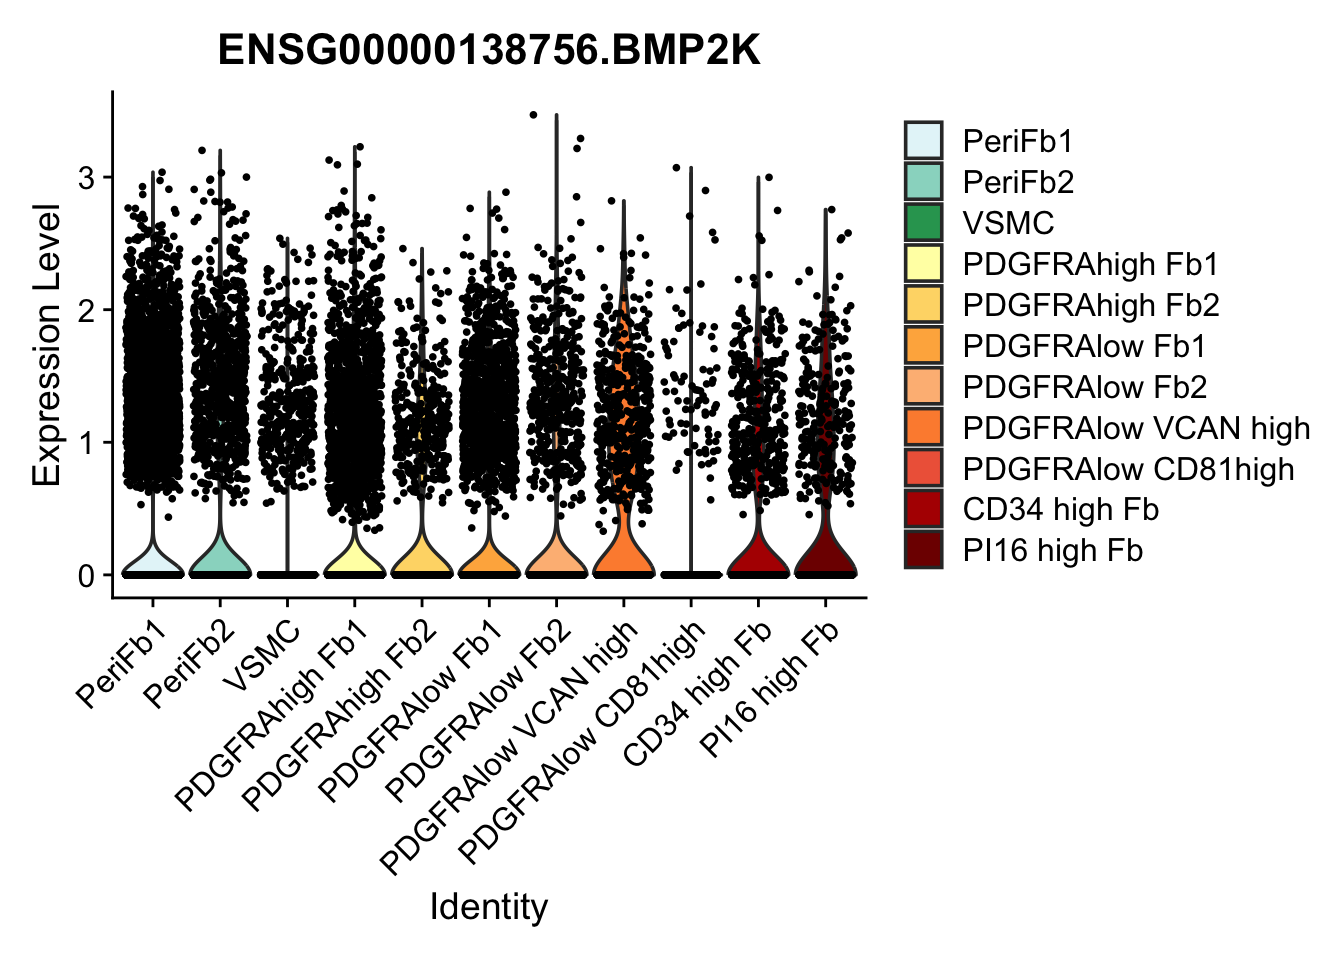 ENSG00000138756.BMP2K
Expression Level
3
2
1
0
PeriFb1
PeriFb2
VSMC
PDGFRAhigh Fb1
PDGFRAhigh Fb2
PDGFRAlow Fb1
PDGFRAlow Fb2
PDGFRAlow VCAN high
PDGFRAlow CD81high
CD34 high Fb
PI16 high Fb
Identity
PeriFb1
PeriFb2
VSMC
PDGFRAhigh Fb1
PDGFRAhigh Fb2
PDGFRAlow Fb1
PDGFRAlow Fb2
PDGFRAlow VCAN high
PDGFRAlow CD81high
CD34 high Fb
PI16 high Fb